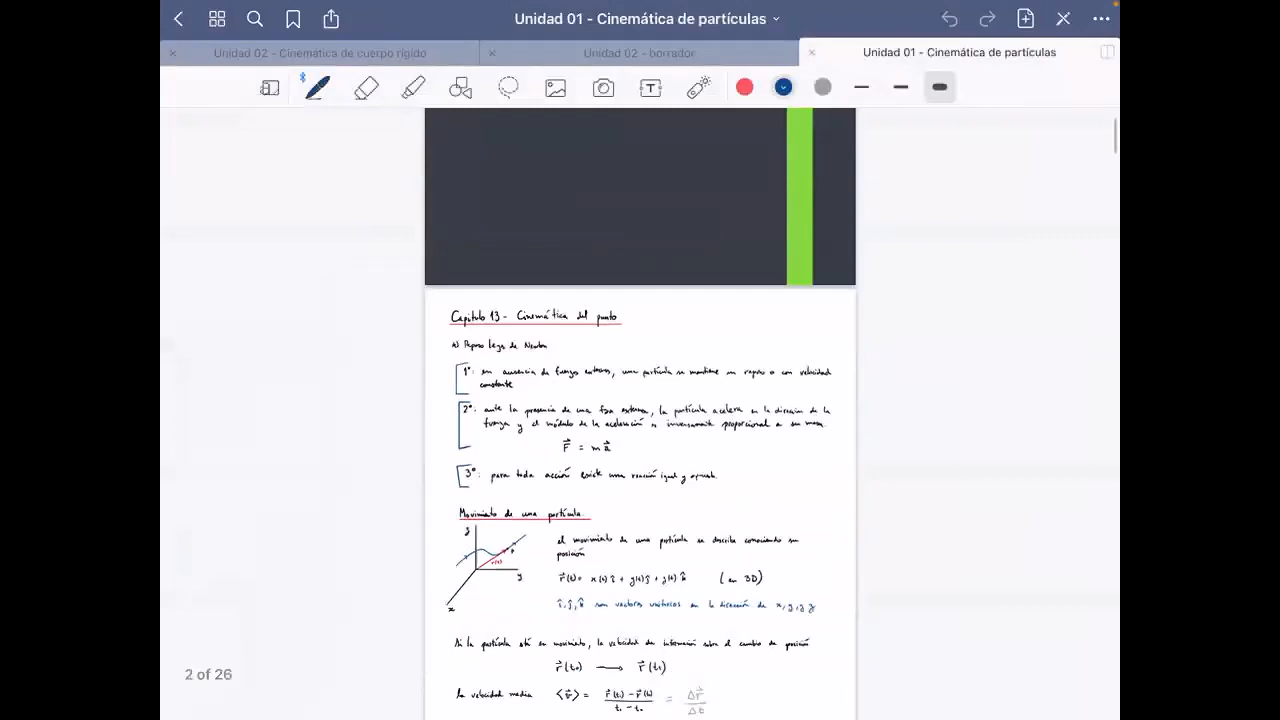 Unidad 01 - Cinemática de partículas
Unidad 02 - Cinemática de cuerpo rígido
Unidad 02 - borrador
Unidad 01 - Cinemática de partículas
T
Capítulo 13 - Cinemática del punto
a) Repaso leyes de Newton
1°: en ausencia de fuerzas externas, una partícula se mantiene en reposo o con velocidad
constante
2°: ante la presencia de una fza externa, la partícula acelera en la dirección de la
fuerza y el módulo de la aceleración es inversamente proporcional a su masa
F⃗ = m a⃗
3°: para toda acción existe una reacción igual y opuesta.
Movimiento de una partícula
z
P
r(t)
y
x
el movimiento de una partícula se describe conociendo su
posición
r⃗(t) = x(t) î + y(t) ĵ + z(t) k̂ (en 3D)
î, ĵ, k̂ son vectores unitarios en la dirección de x, y, z
Si la partícula está en movimiento, la velocidad da información sobre el cambio de posición
r⃗(t₀) → r⃗(t₁)
la velocidad media ⟨v⃗⟩ = r⃗(t₁) - r⃗(t₀) / t₁ - t₀ = Δr⃗ / Δt
2 of 26